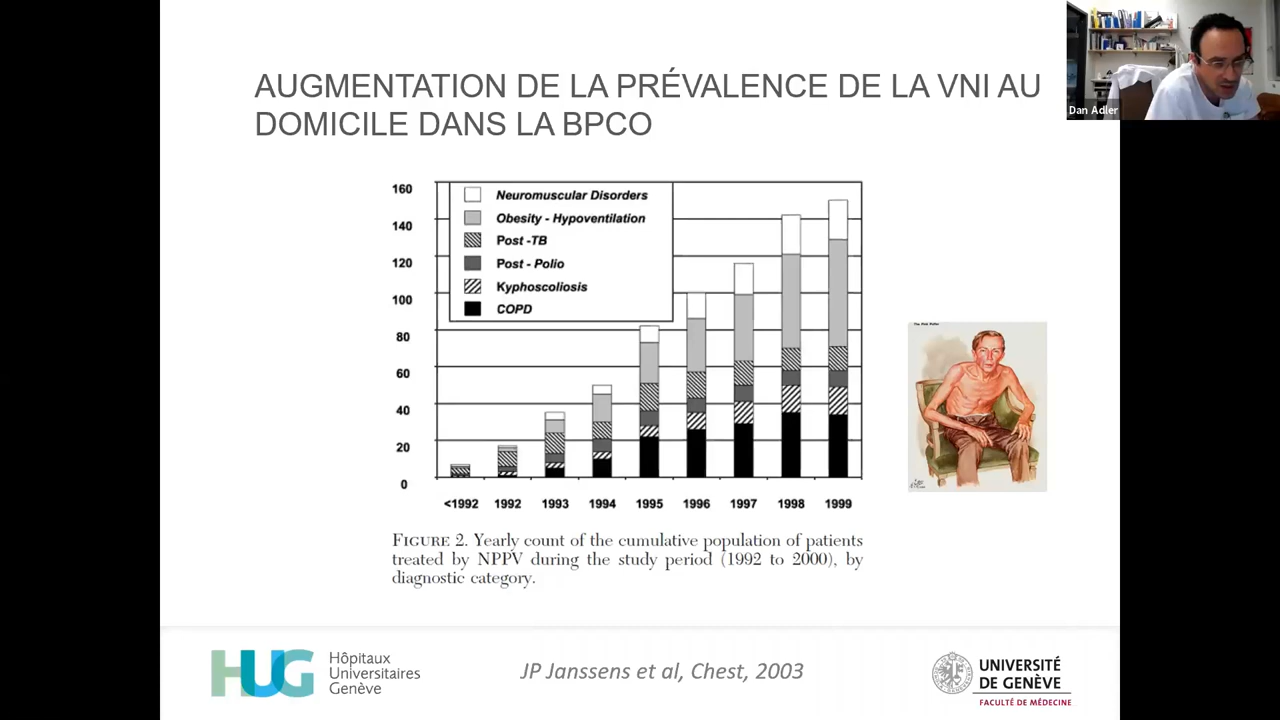 AUGMENTATION DE LA PRÉVALENCE DE LA VNI AU
DOMICILE DANS LA BPCO
Dan Adler
160
140
120
100
80
60
40
20
0
Neuromuscular Disorders
Obesity - Hypoventilation
Post -TB
Post - Polio
Kyphoscoliosis
COPD
<1992 1992 1993 1994 1995 1996 1997 1998 1999
The Pink Puffer
FIGURE 2. Yearly count of the cumulative population of patients
treated by NPPV during the study period (1992 to 2000), by
diagnostic category.
HUG
Hôpitaux
Universitaires
Genève
JP Janssens et al, Chest, 2003
UNIVERSITÉ
DE GENÈVE
FACULTÉ DE MÉDECINE